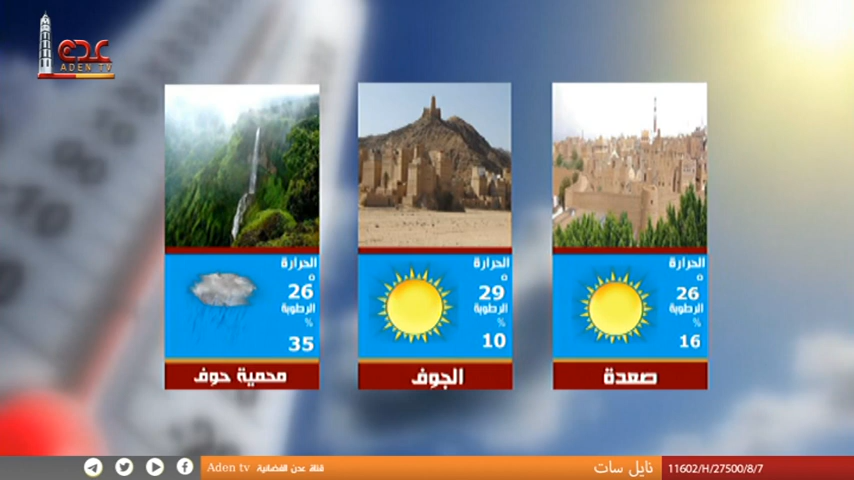 عدن
ADEN TV
الحرارة
°
26
الرطوبة
%
16
صعدة
الحرارة
°
29
الرطوبة
%
10
الجوف
الحرارة
°
26
الرطوبة
%
35
محمية حوف
Aden tv قناة عدن الفضائية
نايل سات
11602/H/27500/8/7